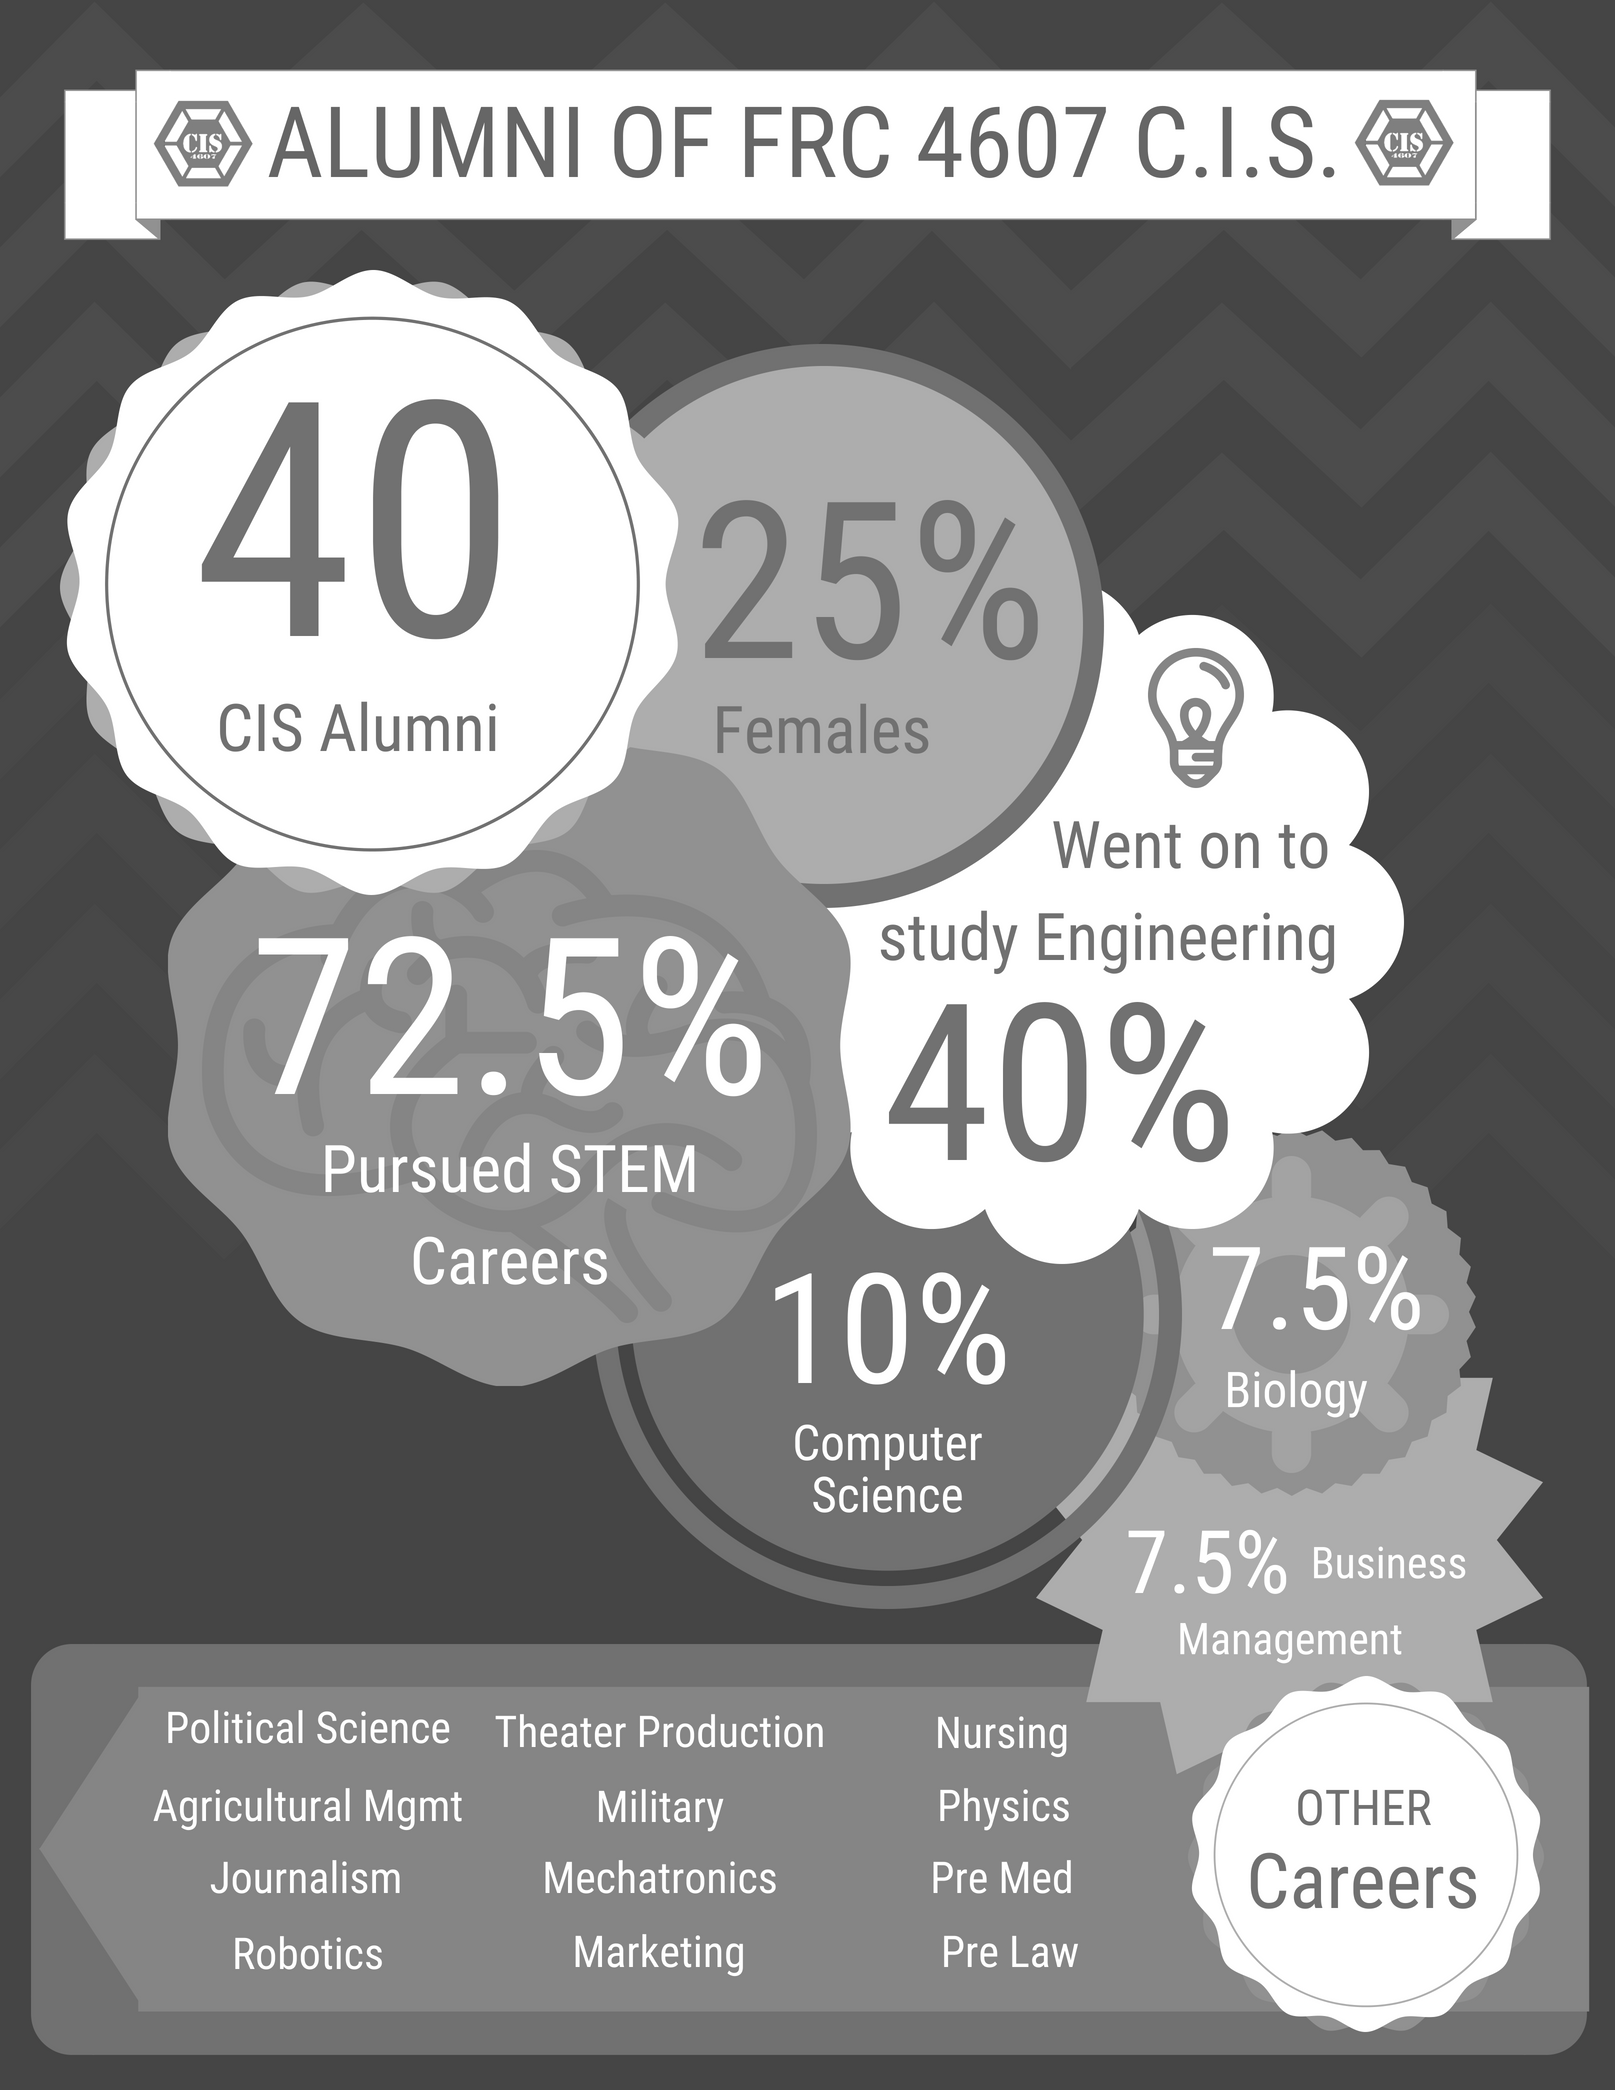 CIS
4607
ALUMNI OF FRC 4607 C.I.S.
CIS
4607
40
CIS Alumni
25%
Females
Went on to
study Engineering
40%
72.5%
Pursued STEM
Careers
10%
Computer
Science
7.5%
Biology
7.5% Business
Management
Political Science
Theater Production
Nursing
Agricultural Mgmt
Military
Physics
Journalism
Mechatronics
Pre Med
Robotics
Marketing
Pre Law
OTHER
Careers